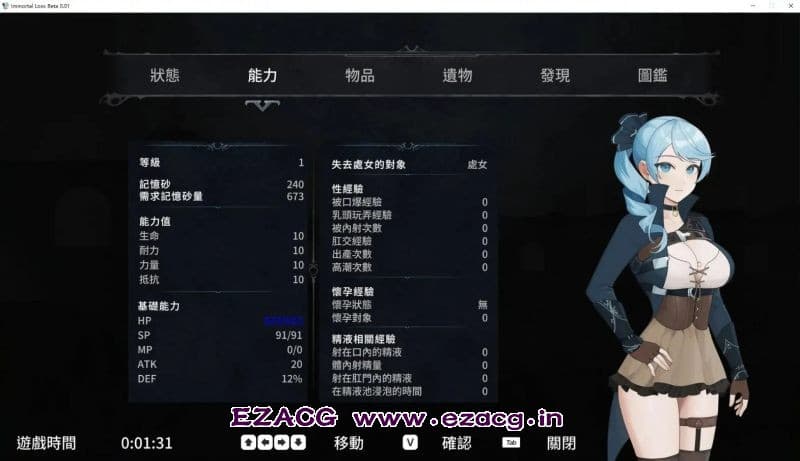 Immortal Loss Beta 0.01
狀態 能力 物品 遺物 發現 圖鑑
等級 1
記憶砂 240
需求記憶砂量 673
能力值
生命 10
耐力 10
力量 10
抵抗 10
基礎能力
HP
SP 91/91
MP 0/0
ATK 20
DEF 12%
失去處女的對象 處女
性經驗
被口爆經驗 0
乳頭玩弄經驗 0
被內射次數 0
肛交經驗 0
出產次數 0
高潮次數 0
懷孕經驗
懷孕狀態 無
懷孕對象 0
精液相關經驗
射在口內的精液 0
體內射精量 0
射在肛門內的精液 0
在精液池浸泡的時間 0
EZACG www.ezacg.in
遊戲時間 0:01:31 移動 V 確認 Tab 關閉